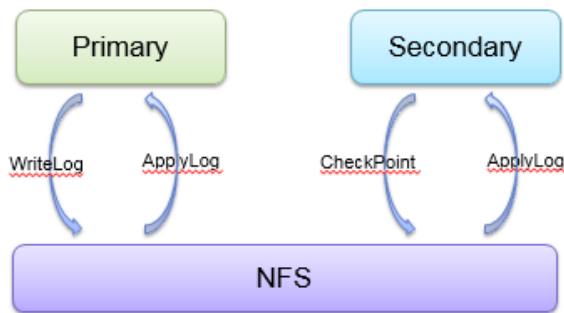 Primary
Secondary
WriteLog
ApplyLog
CheckPoint
ApplyLog
NFS